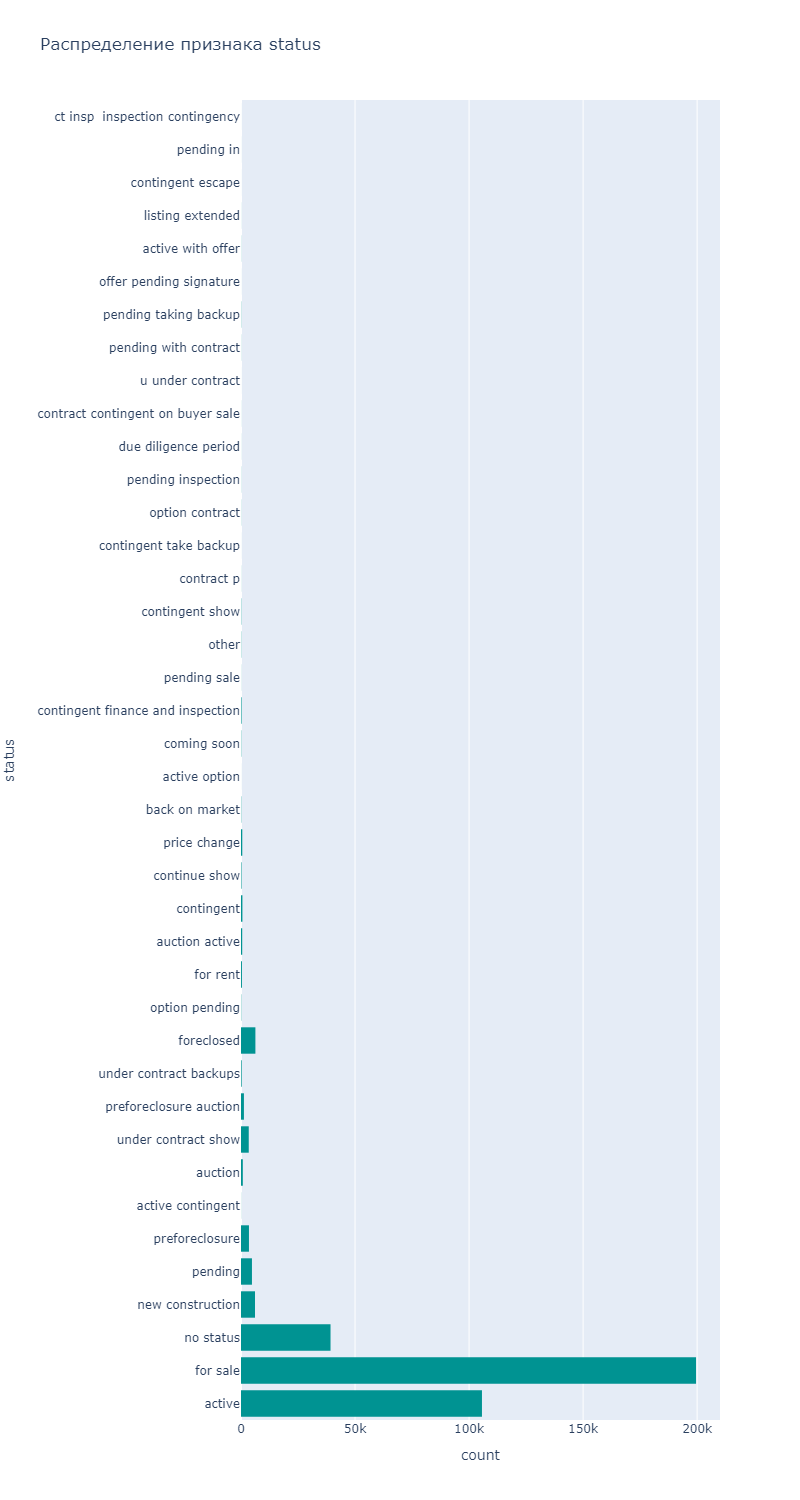 Распределение признака status
ct insp  inspection contingency
pending in
contingent escape
listing extended
active with offer
offer pending signature
pending taking backup
pending with contract
u under contract
contract contingent on buyer sale
due diligence period
pending inspection
option contract
contingent take backup
contract p
contingent show
other
pending sale
contingent finance and inspection
coming soon
active option
back on market
price change
continue show
contingent
auction active
for rent
option pending
foreclosed
under contract backups
preforeclosure auction
under contract show
auction
active contingent
preforeclosure
pending
new construction
no status
for sale
active
status
0 50k 100k 150k 200k
count